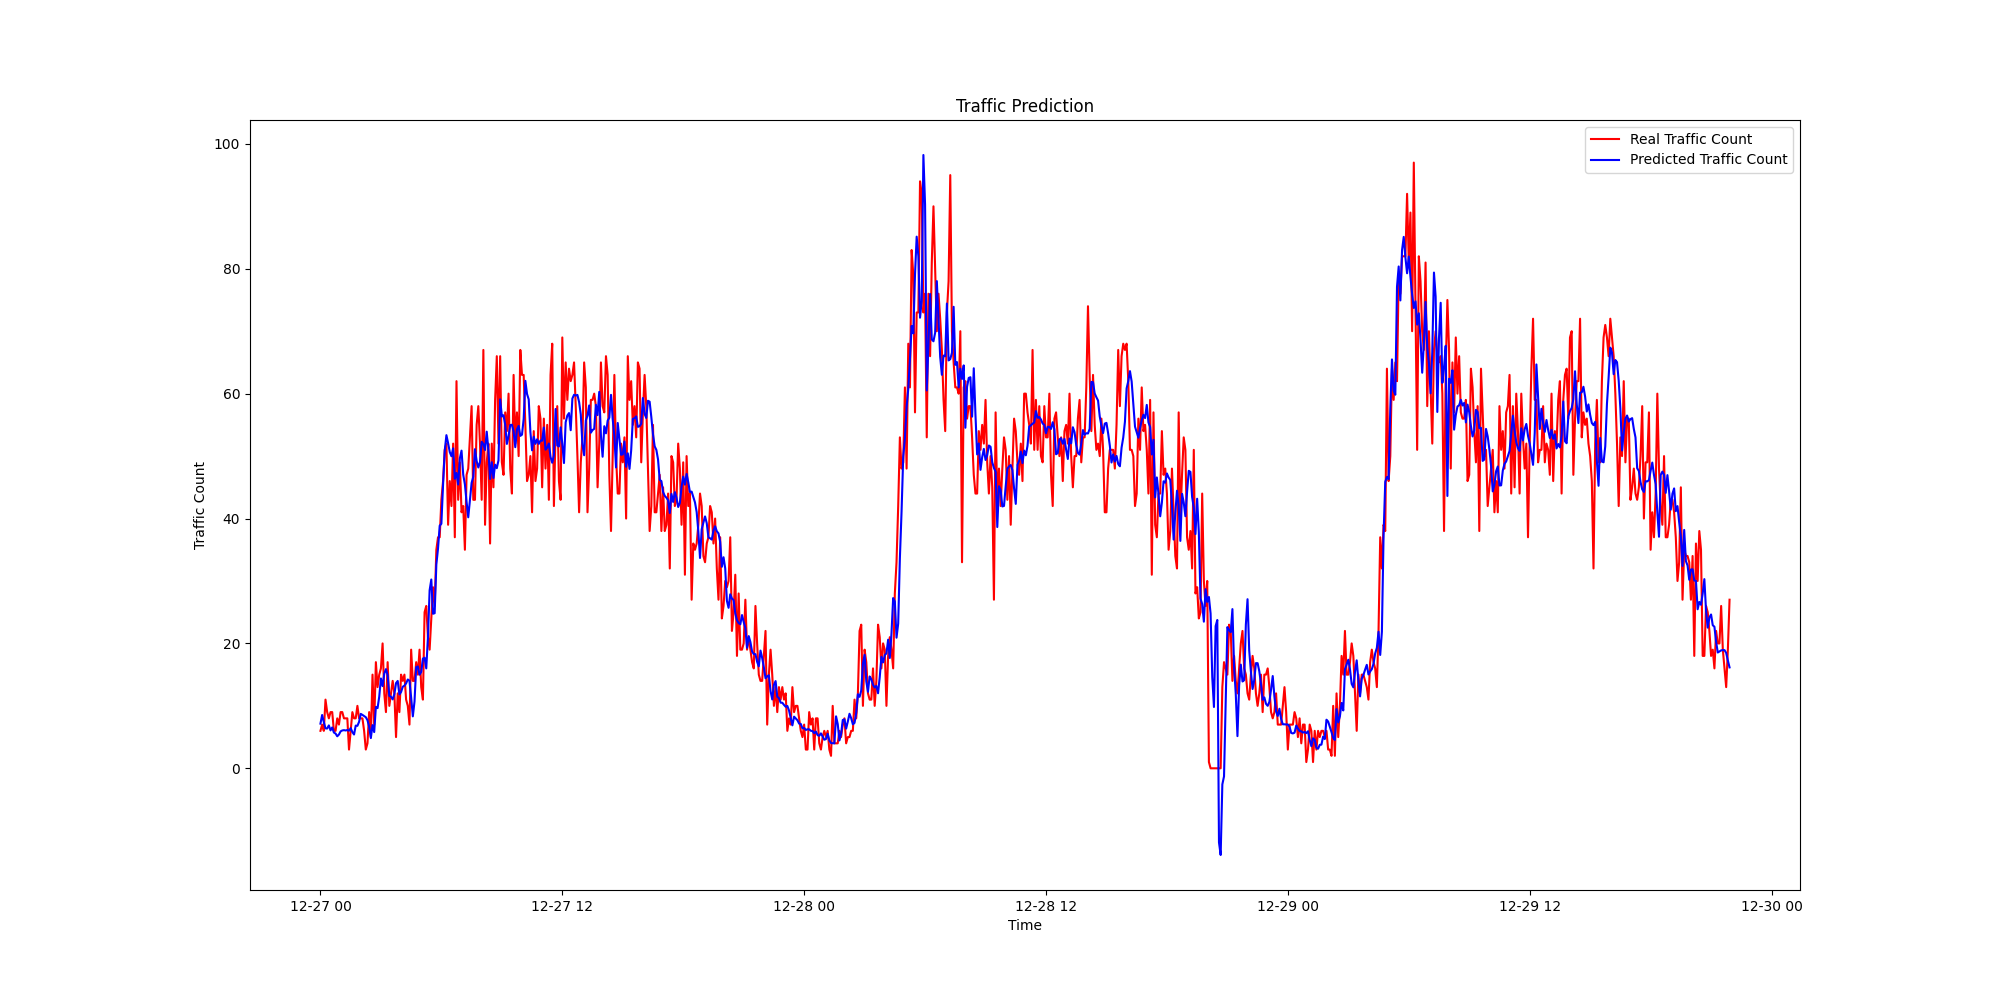 Traffic Prediction
Real Traffic Count
Predicted Traffic Count
Traffic Count
100
80
60
40
20
0
12-27 00
12-27 12
12-28 00
12-28 12
12-29 00
12-29 12
12-30 00
Time